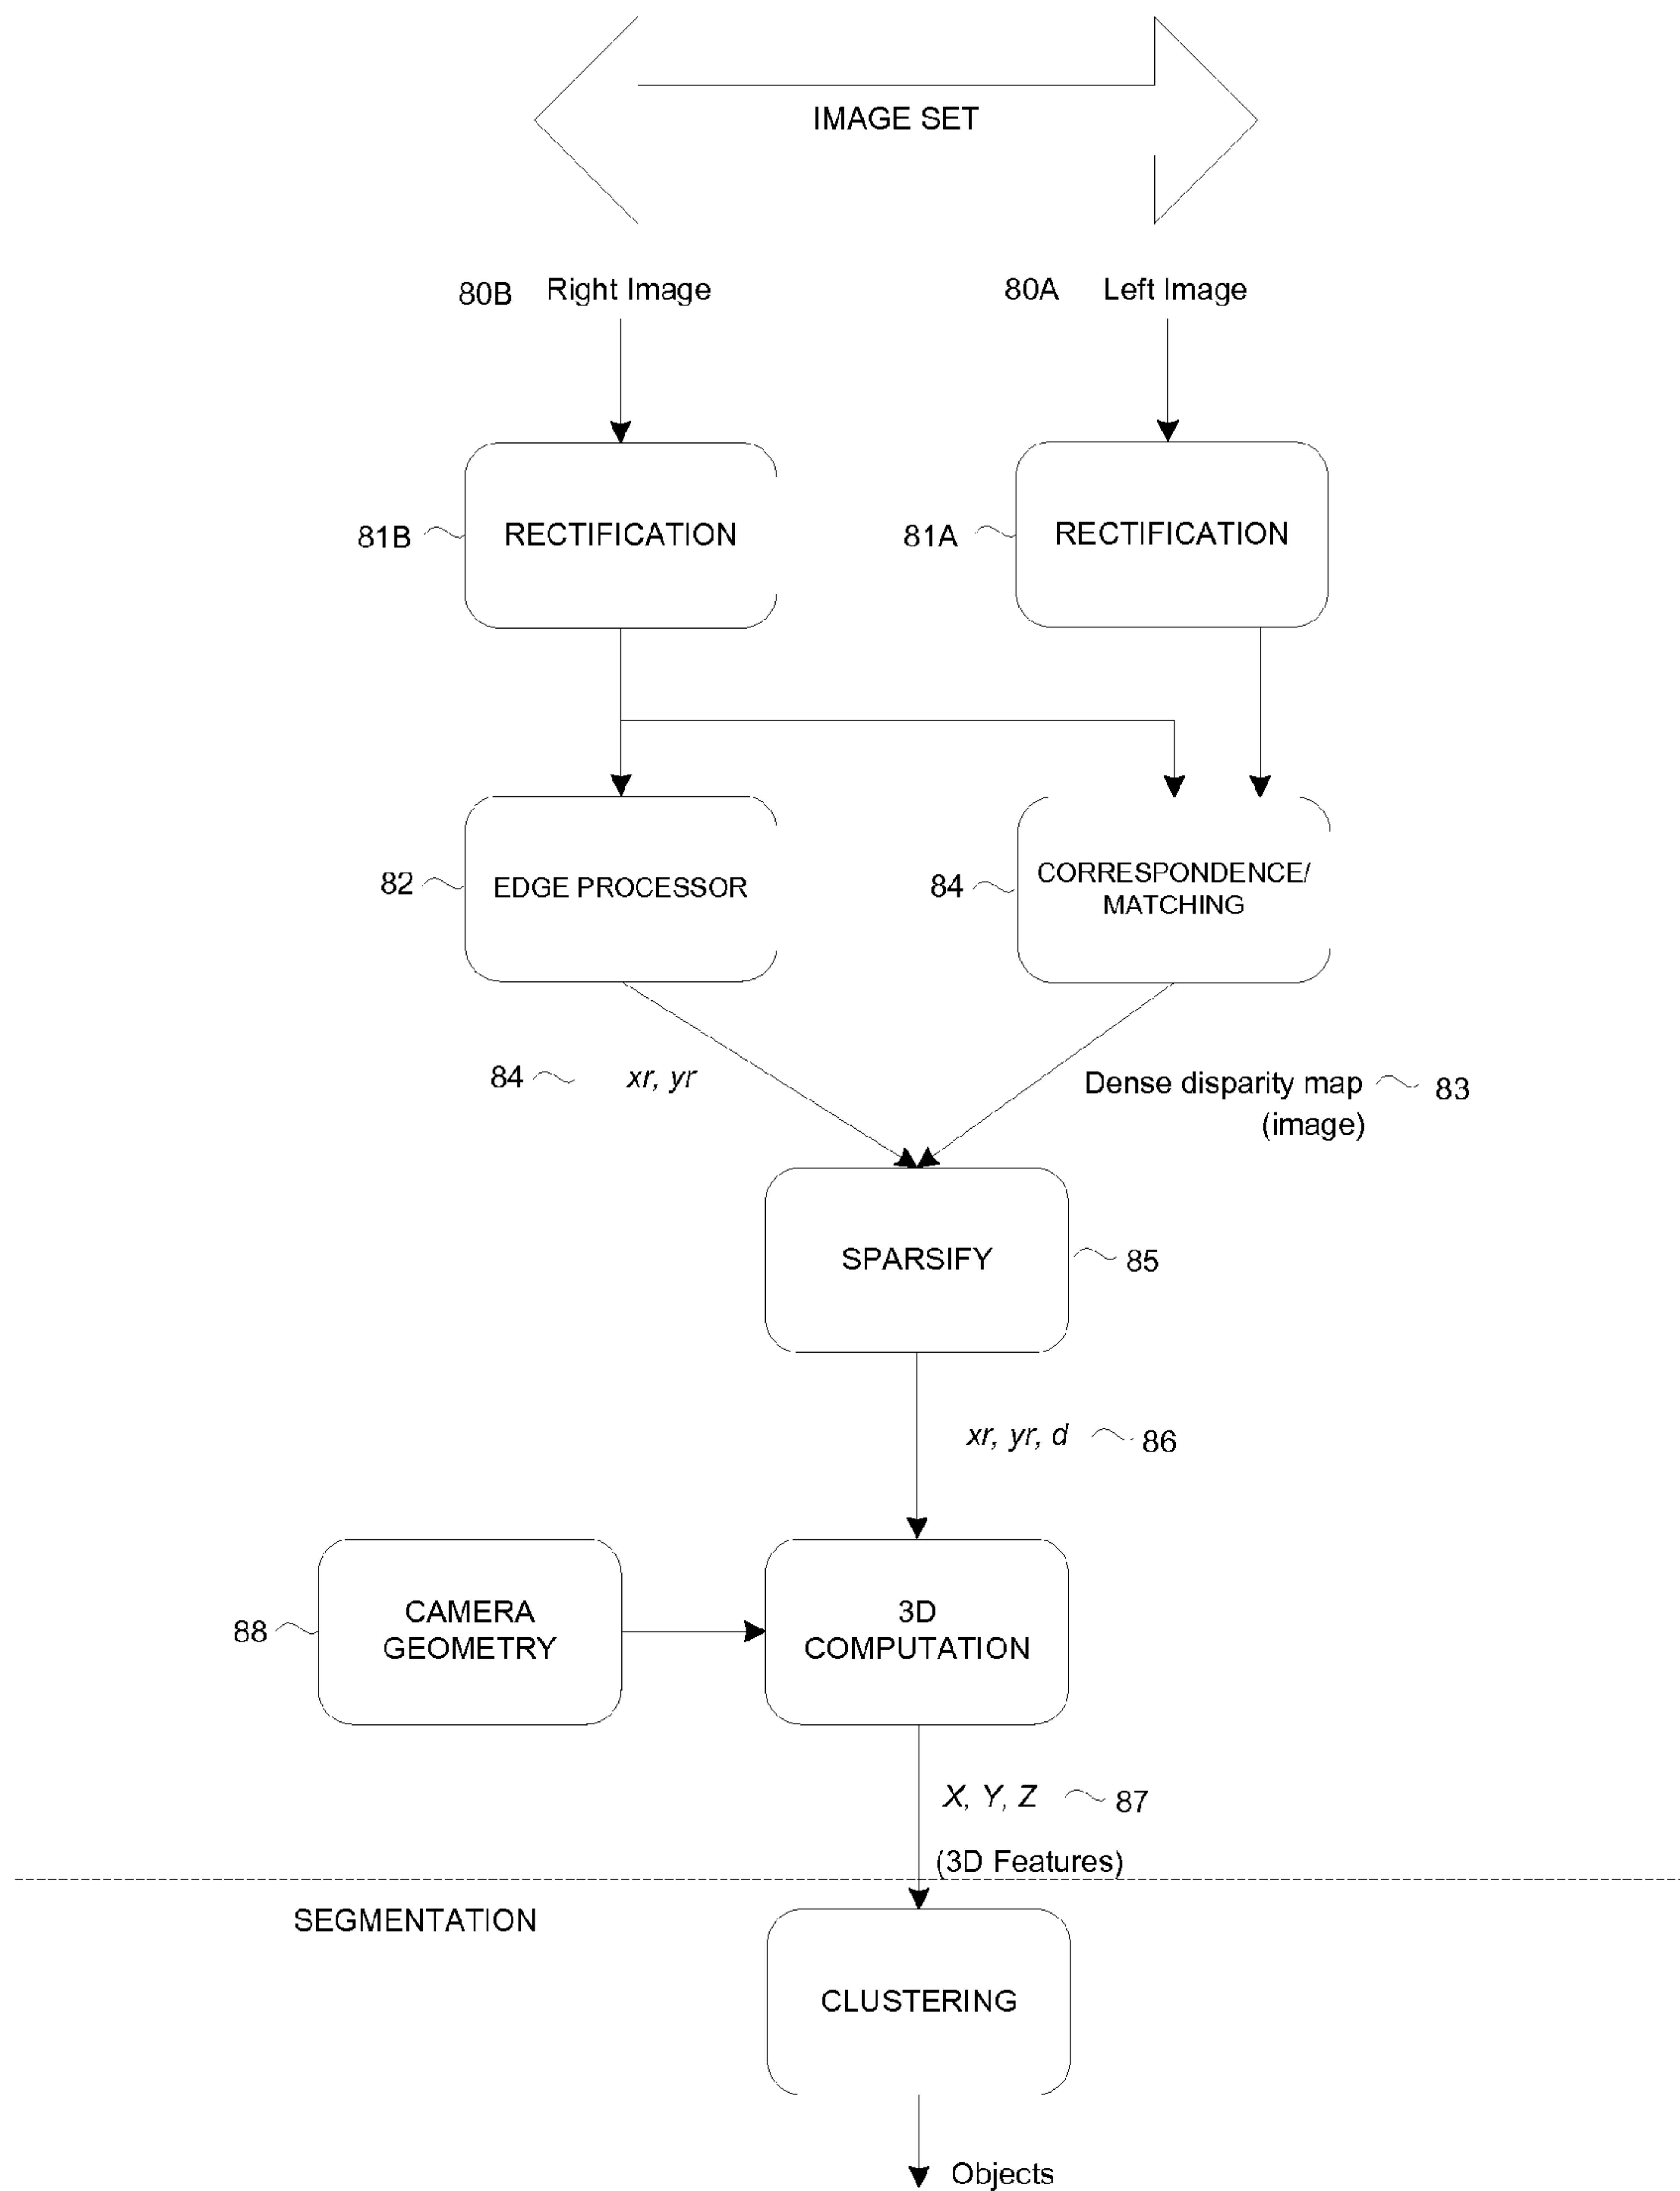 IMAGE SET
80B Right Image
80A Left Image
81B RECTIFICATION
81A RECTIFICATION
82 EDGE PROCESSOR
84 CORRESPONDENCE/
MATCHING
84 xr, yr
Dense disparity map 83
(image)
SPARSIFY 85
xr, yr, d 86
88 CAMERA
GEOMETRY
3D
COMPUTATION
X, Y, Z 87
(3D Features)
SEGMENTATION
CLUSTERING
Objects